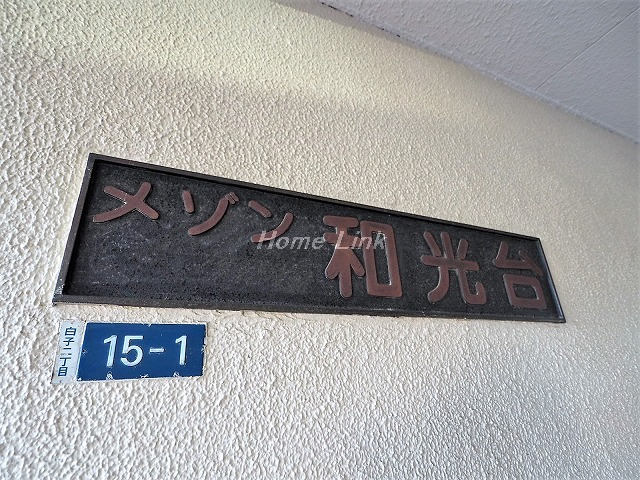 メゾン和光台
Home Link
白子二丁目
15-1